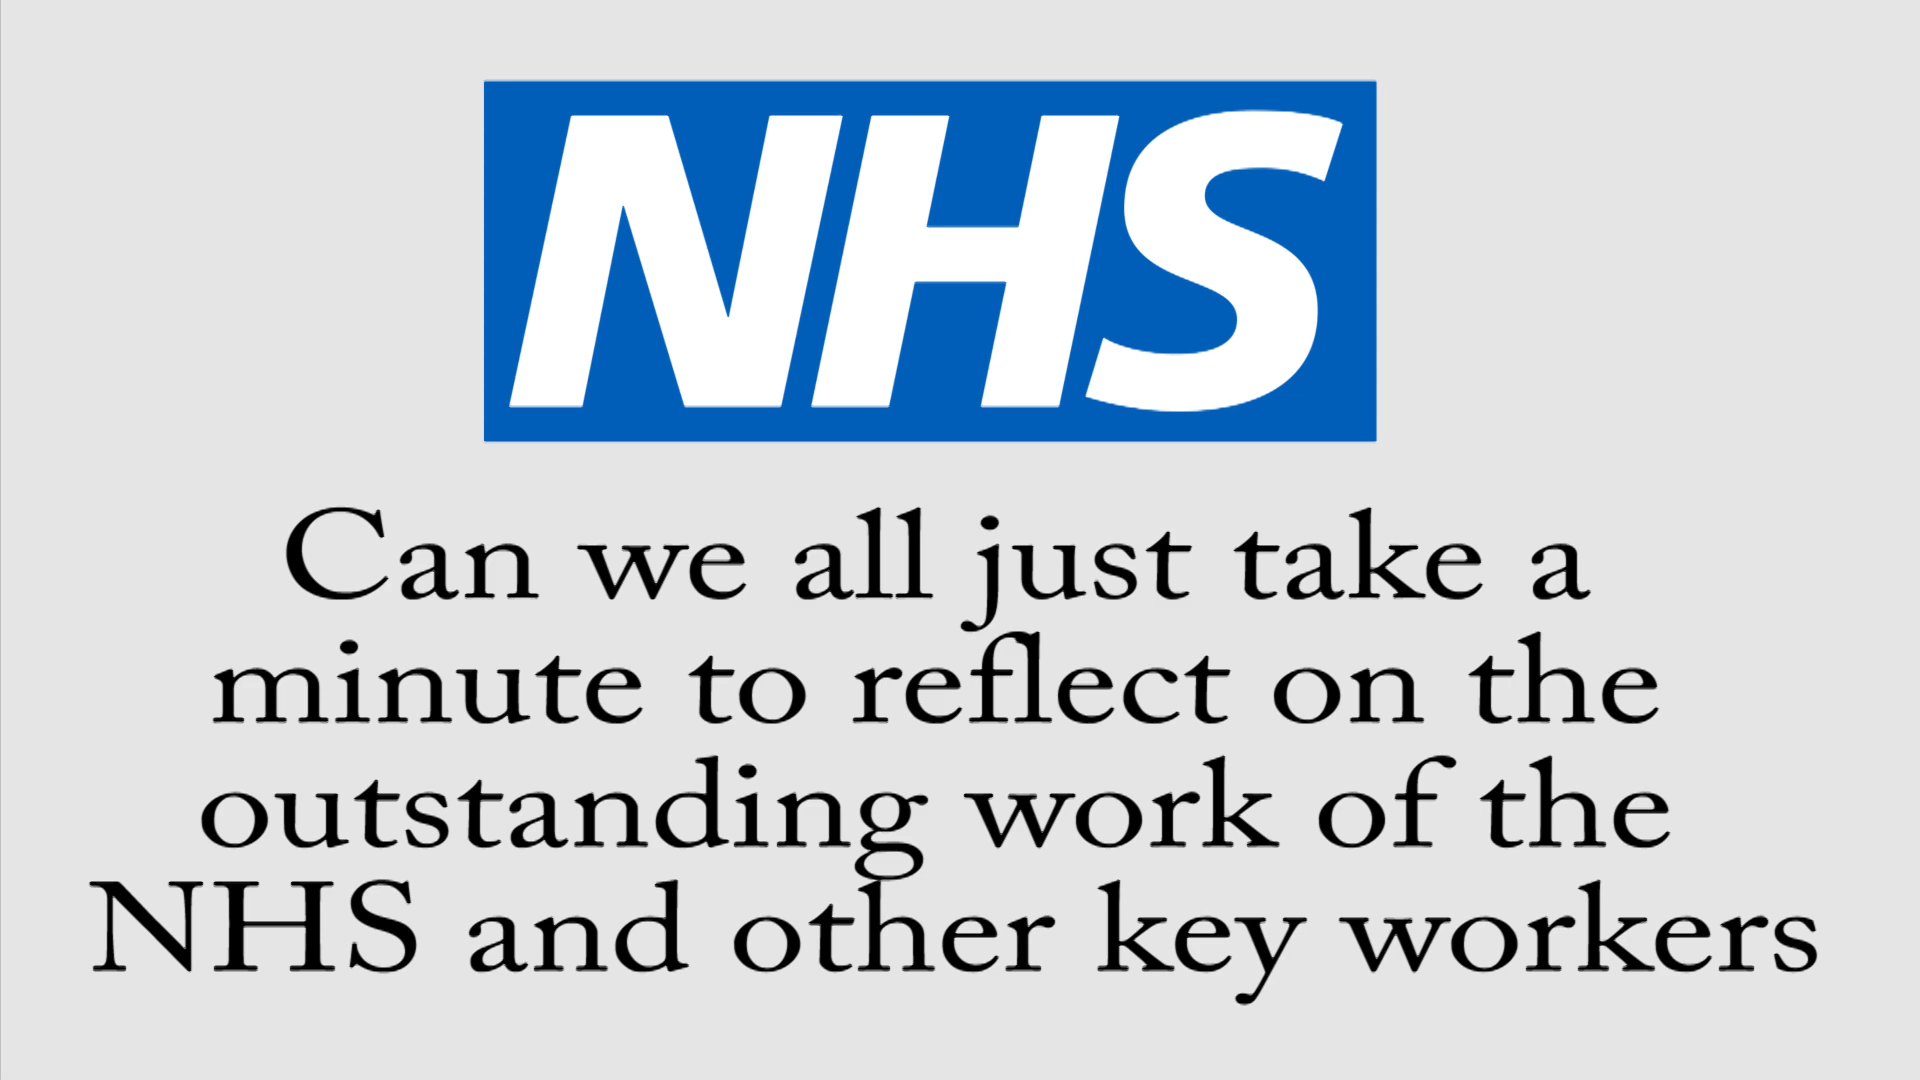 NHS
Can we all just take a
minute to reflect on the
outstanding work of the
NHS and other key workers